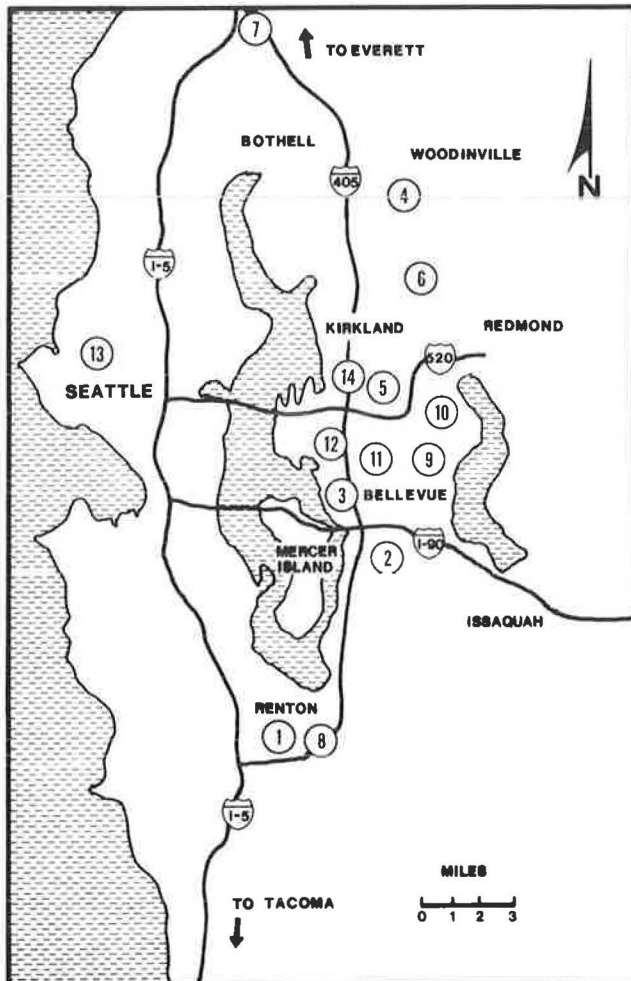 7
TO EVERETT
BOTHELL
WOODINVILLE
405
4
N
I-5
6
KIRKLAND
REDMOND
13
520
SEATTLE
14
5
10
12
11
9
3
BELLEVUE
MERCER
ISLAND
2
I-90
ISSAQUAH
RENTON
1
8
I-5
MILES
TO TACOMA
0 1 2 3